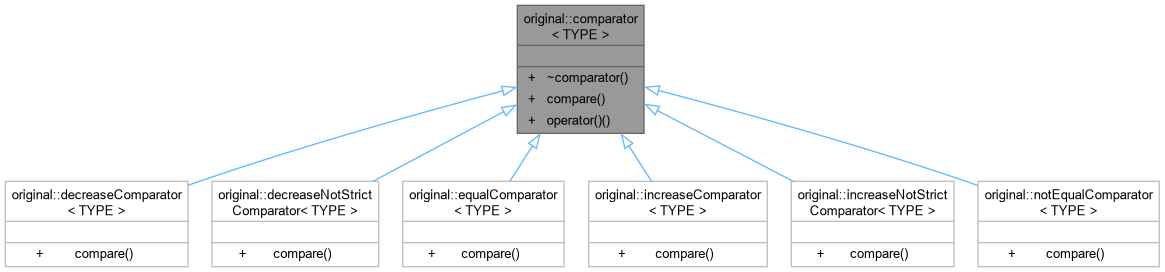 original::comparator
< TYPE >
+ ~comparator()
+ compare()
+ operator()()
original::decreaseComparator
< TYPE >
+ compare()
original::decreaseNotStrict
Comparator< TYPE >
+ compare()
original::equalComparator
< TYPE >
+ compare()
original::increaseComparator
< TYPE >
+ compare()
original::increaseNotStrict
Comparator< TYPE >
+ compare()
original::notEqualComparator
< TYPE >
+ compare()